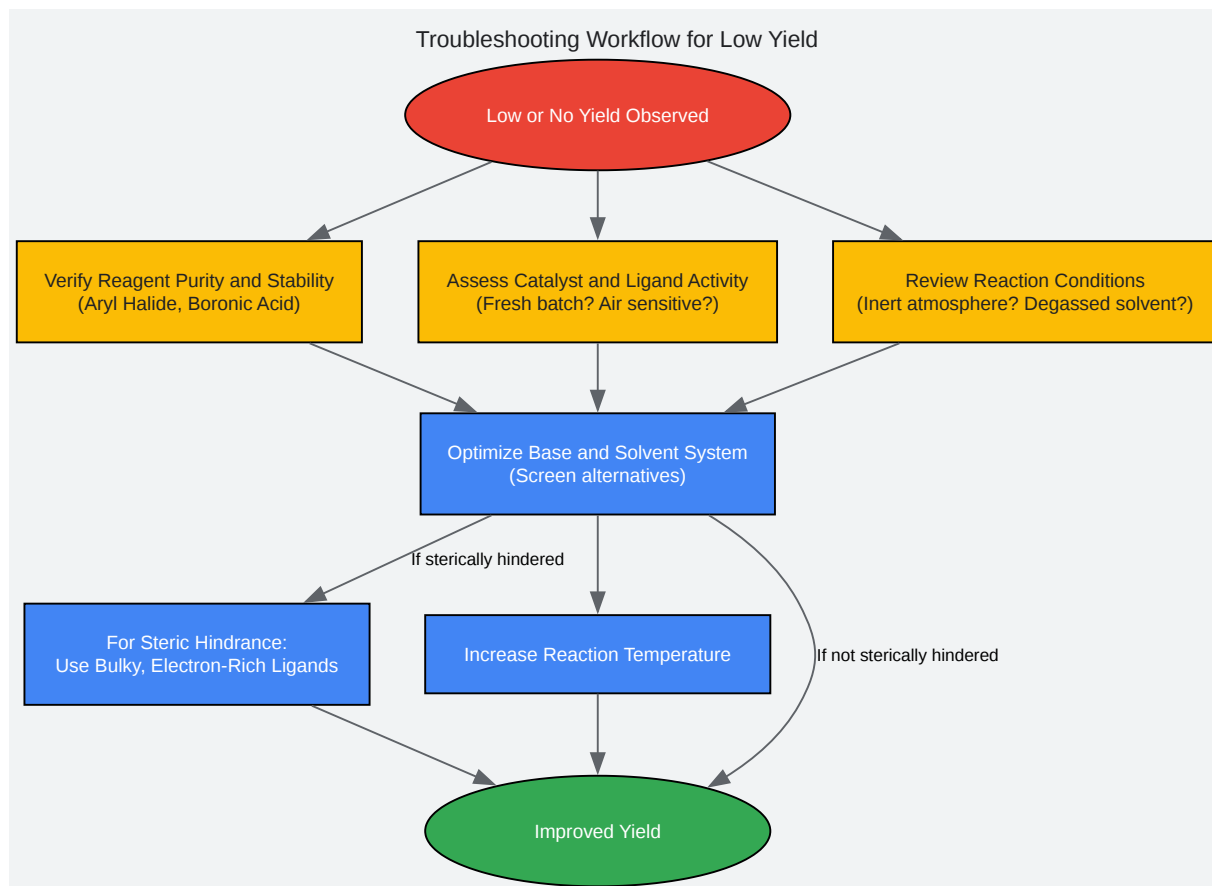 Troubleshooting Workflow for Low Yield
Low or No Yield Observed
Verify Reagent Purity and Stability
(Aryl Halide, Boronic Acid)
Assess Catalyst and Ligand Activity
(Fresh batch? Air sensitive?)
Review Reaction Conditions
(Inert atmosphere? Degassed solvent?)
Optimize Base and Solvent System
(Screen alternatives)
If sterically hindered
For Steric Hindrance:
Use Bulky, Electron-Rich Ligands
Increase Reaction Temperature
If not sterically hindered
Improved Yield